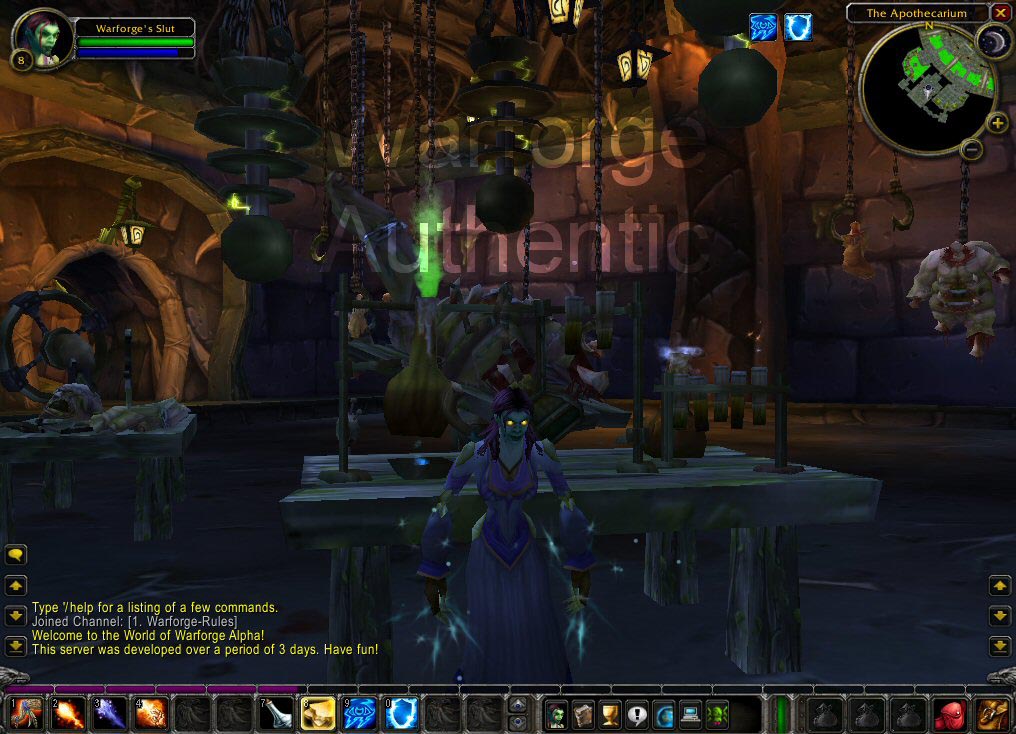 Warforge's Slut
8
The Apothecarium
N
Warforge
Authentic
Type '/help for a listing of a few commands.
Joined Channel: [1. Warforge-Rules]
Welcome to the World of Warforge Alpha!
This server was developed over a period of 3 days. Have fun!
1 2 3 4 7 8 9 0